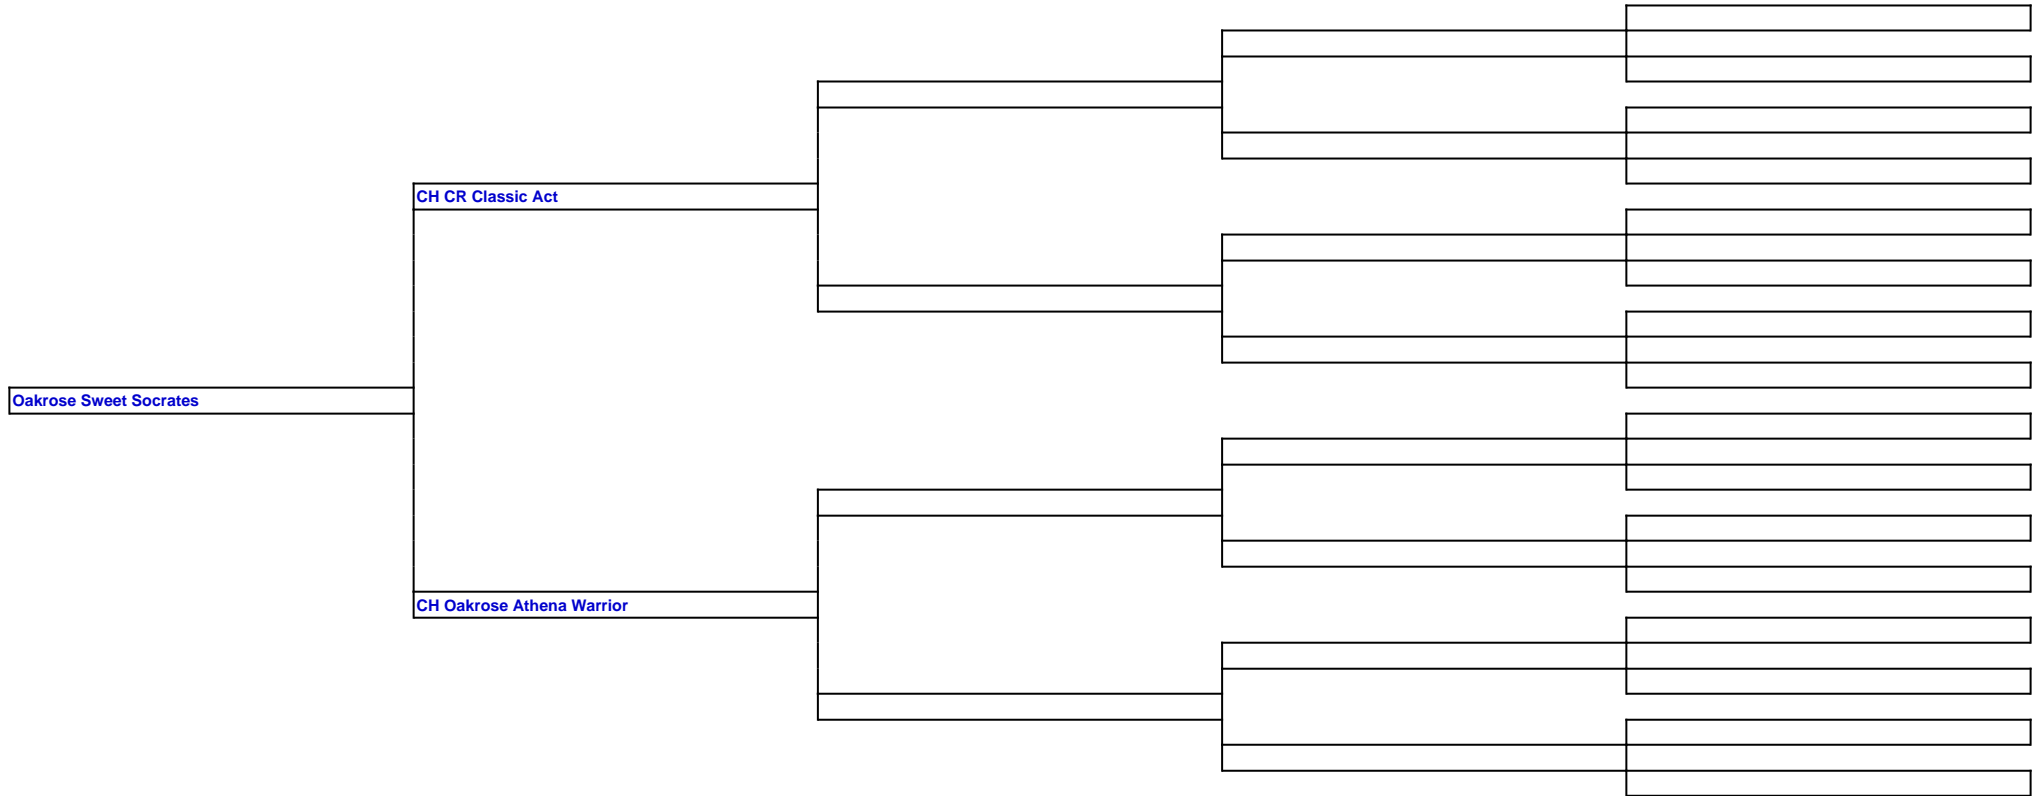 CH CR Classic Act
Oakrose Sweet Socrates
CH Oakrose Athena Warrior